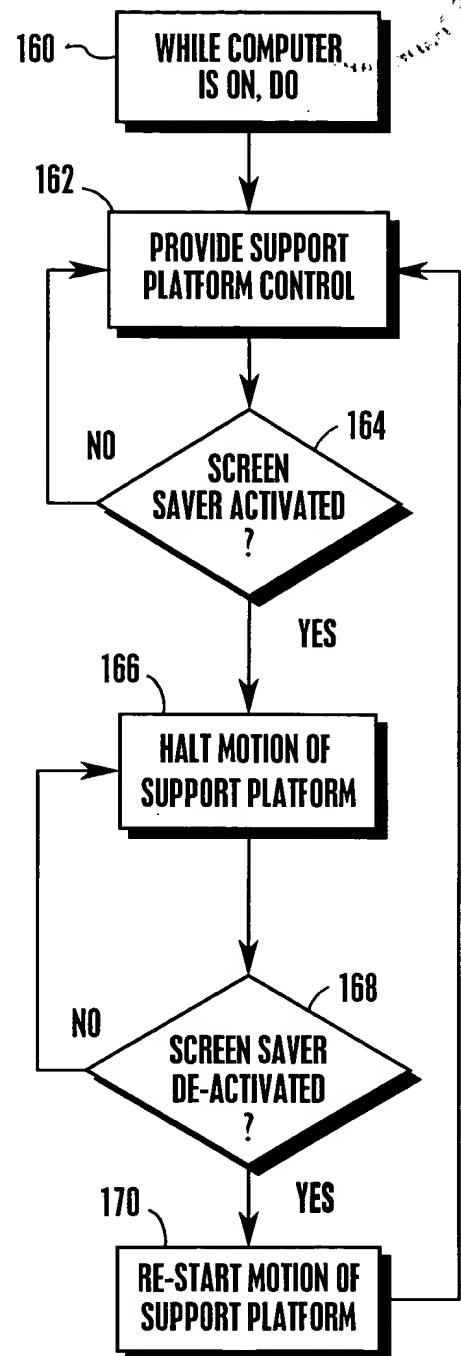 160
WHILE COMPUTER
IS ON, DO
162
PROVIDE SUPPORT
PLATFORM CONTROL
164
NO
SCREEN
SAVER ACTIVATED
?
YES
166
HALT MOTION OF
SUPPORT PLATFORM
168
NO
SCREEN SAVER
DE-ACTIVATED
?
YES
170
RE-START MOTION OF
SUPPORT PLATFORM